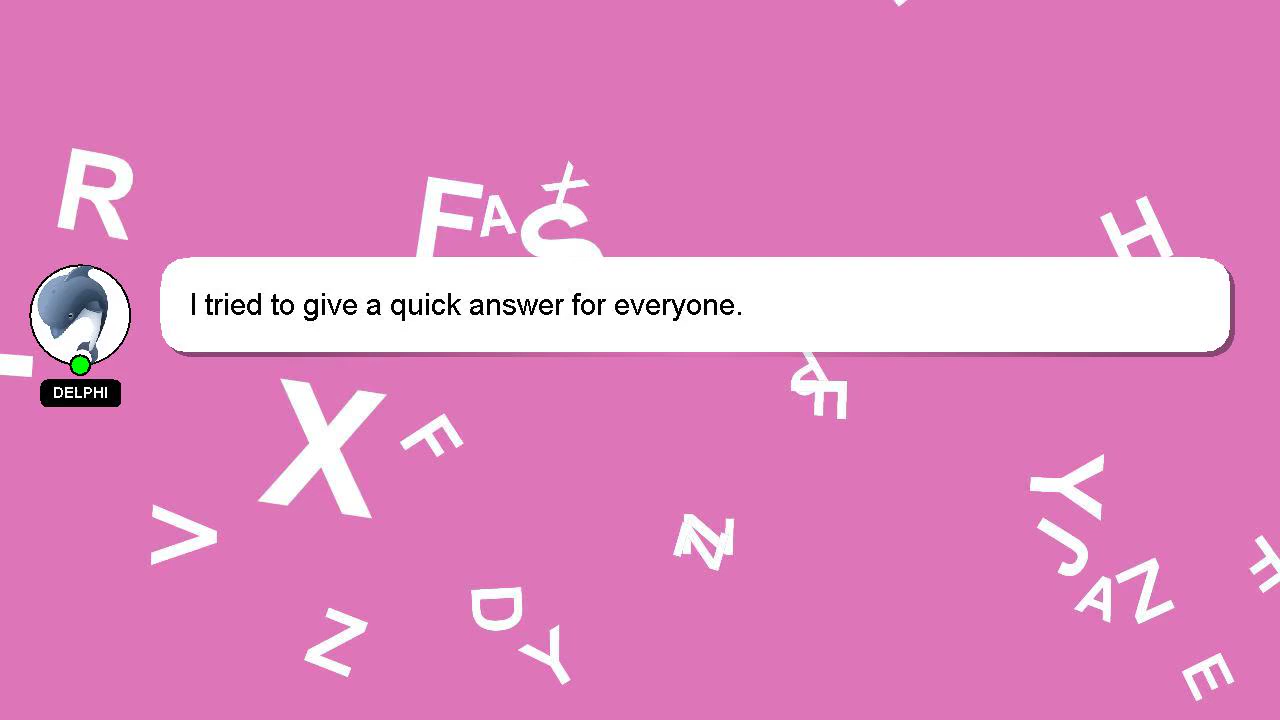 I tried to give a quick answer for everyone.
DELPHI
R
F
A
S
X
H
X
F
F
Y
J
A
Z
V
N
Z
D
Y
E